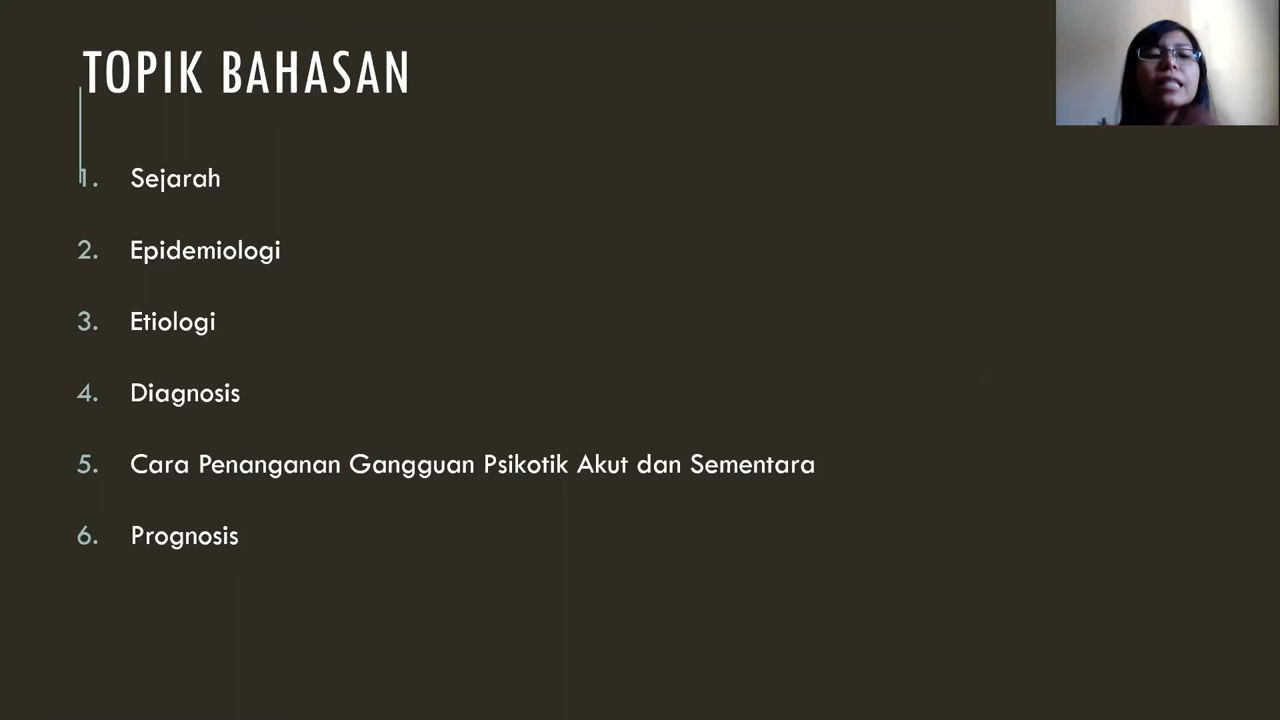 TOPIK BAHASAN
1. Sejarah
2. Epidemiologi
3. Etiologi
4. Diagnosis
5. Cara Penanganan Gangguan Psikotik Akut dan Sementara
6. Prognosis